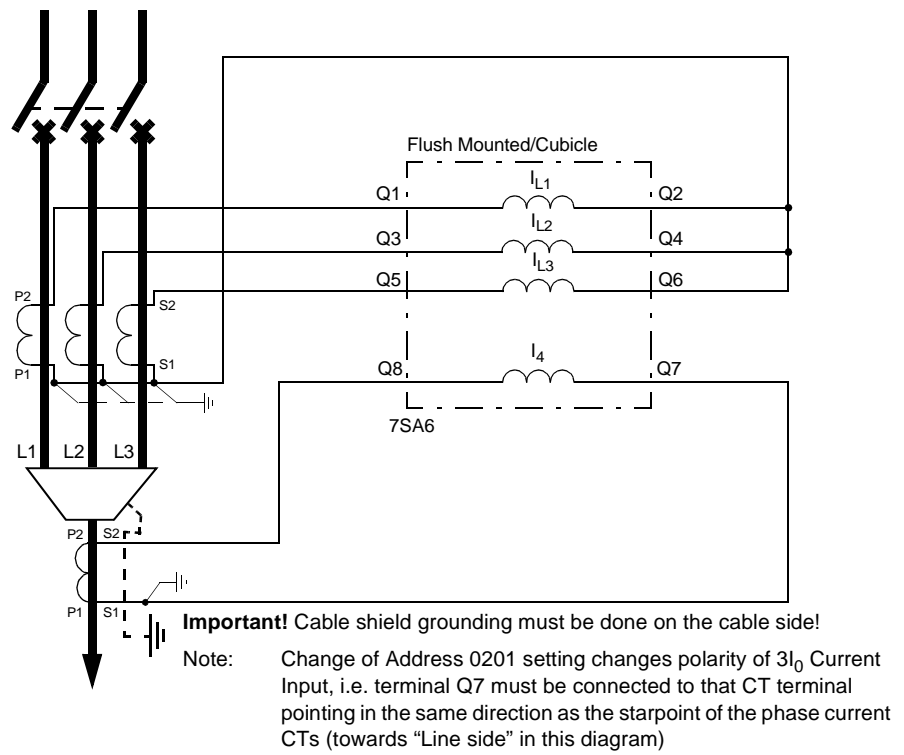 Flush Mounted/Cubicle
IL1
Q1 Q2
IL2
Q3 Q4
IL3
Q5 Q6
P2 S2
P1 S1
I4
Q8 Q7
7SA6
L1 L2 L3
P2 S2
P1 S1
Important! Cable shield grounding must be done on the cable side!
Note: Change of Address 0201 setting changes polarity of 3I0 Current
Input, i.e. terminal Q7 must be connected to that CT terminal
pointing in the same direction as the starpoint of the phase current
CTs (towards “Line side” in this diagram)